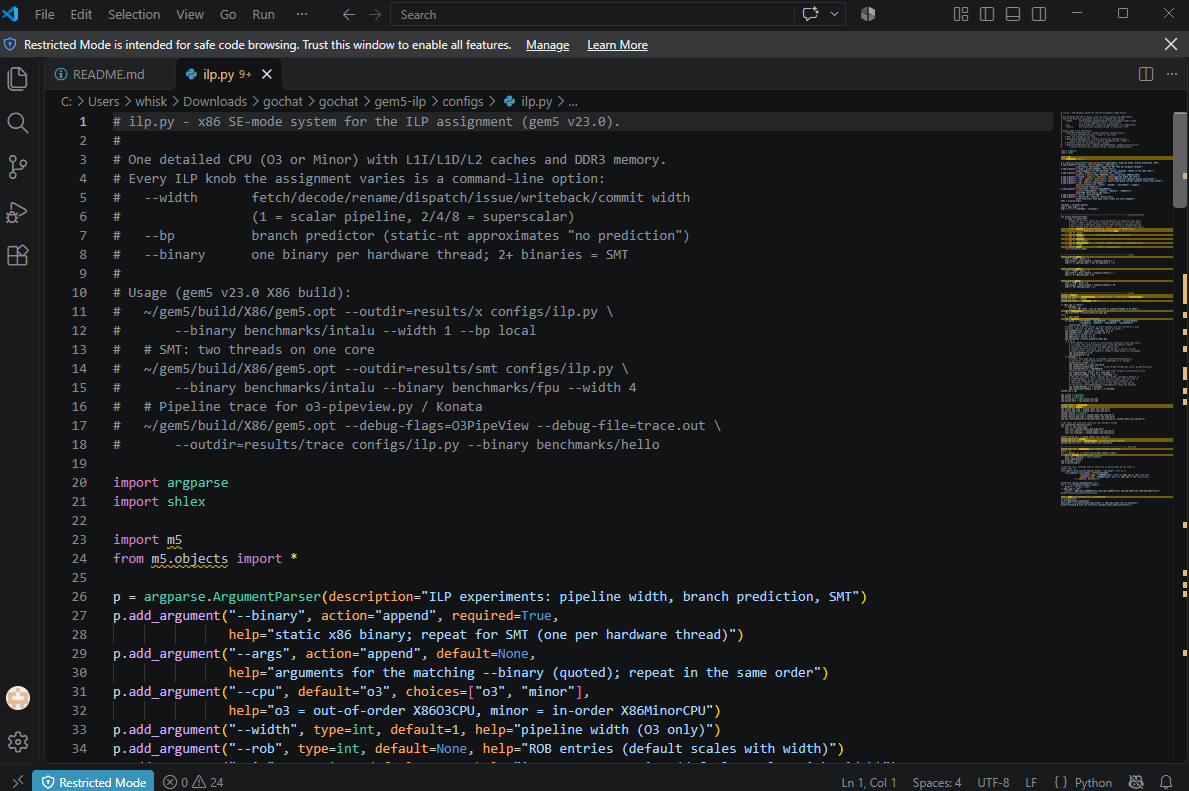 File Edit Selection View Go Run ··· Search
Restricted Mode is intended for safe code browsing. Trust this window to enable all features. Manage Learn More
README.md ilp.py 9+
C: > Users > whisk > Downloads > gochat > gochat > gem5-ilp > configs > ilp.py > ...
1 # ilp.py - x86 SE-mode system for the ILP assignment (gem5 v23.0).
2 #
3 # One detailed CPU (O3 or Minor) with L1I/L1D/L2 caches and DDR3 memory.
4 # Every ILP knob the assignment varies is a command-line option:
5 #   --width       fetch/decode/rename/dispatch/issue/writeback/commit width
6 #                 (1 = scalar pipeline, 2/4/8 = superscalar)
7 #   --bp          branch predictor (static-nt approximates "no prediction")
8 #   --binary      one binary per hardware thread; 2+ binaries = SMT
9 #
10 # Usage (gem5 v23.0 X86 build):
11 #   ~/gem5/build/X86/gem5.opt --outdir=results/x configs/ilp.py \
12 #       --binary benchmarks/intalu --width 1 --bp local
13 #   # SMT: two threads on one core
14 #   ~/gem5/build/X86/gem5.opt --outdir=results/smt configs/ilp.py \
15 #       --binary benchmarks/intalu --binary benchmarks/fpu --width 4
16 #   # Pipeline trace for o3-pipeview.py / Konata
17 #   ~/gem5/build/X86/gem5.opt --debug-flags=O3PipeView --debug-file=trace.out \
18 #       --outdir=results/trace configs/ilp.py --binary benchmarks/hello
19
20 import argparse
21 import shlex
22
23 import m5
24 from m5.objects import *
25
26 p = argparse.ArgumentParser(description="ILP experiments: pipeline width, branch prediction, SMT")
27 p.add_argument("--binary", action="append", required=True,
28                help="static x86 binary; repeat for SMT (one per hardware thread)")
29 p.add_argument("--args", action="append", default=None,
30                help="arguments for the matching --binary (quoted); repeat in the same order")
31 p.add_argument("--cpu", default="o3", choices=["o3", "minor"],
32                help="o3 = out-of-order X86O3CPU, minor = in-order X86MinorCPU")
33 p.add_argument("--width", type=int, default=1, help="pipeline width (O3 only)")
34 p.add_argument("--rob", type=int, default=None, help="ROB entries (default scales with width)")
Restricted Mode 0 24 Ln 1, Col 1 Spaces: 4 UTF-8 LF { } Python